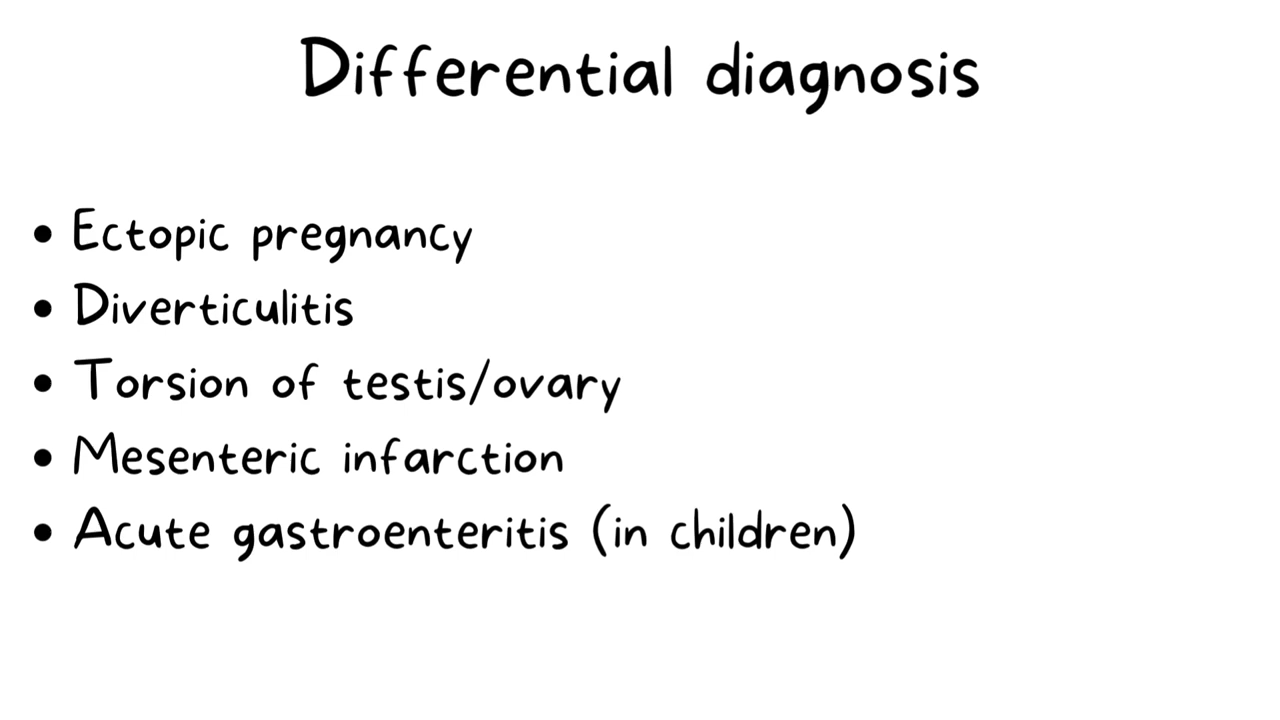 Differential diagnosis
• Ectopic pregnancy
• Diverticulitis
• Torsion of testis/ovary
• Mesenteric infarction
• Acute gastroenteritis (in children)